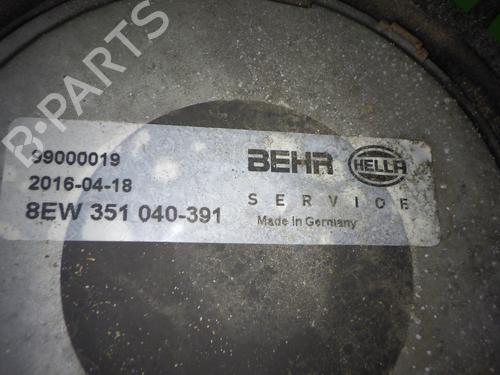 B-PARTS
99000019
2016-04-18
8EW 351 040-391
BEHR HELLA
SERVICE
Made in Germany